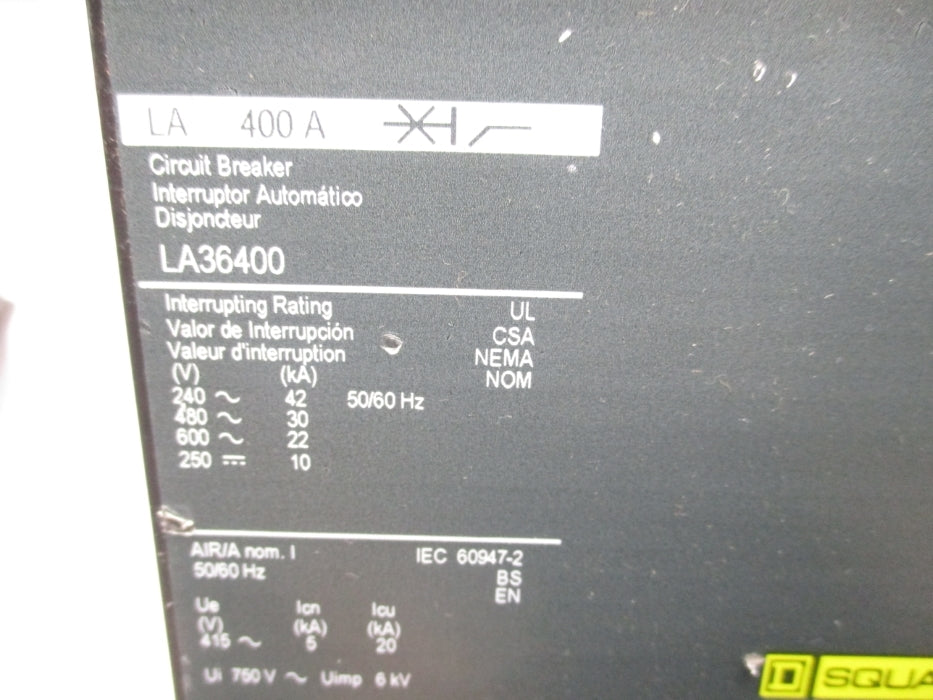 LA 400 A
Circuit Breaker
Interruptor Automático
Disjoncteur
LA36400
Interrupting Rating UL
Valor de Interrupción CSA
Valeur d'interruption NEMA
(V) (kA) NOM
240 ~ 42 50/60 Hz
480 ~ 30
600 ~ 22
250 ⎓ 10
AIR/A nom. I IEC 60947-2
50/60 Hz BS
EN
Ue Icn Icu
(V) (kA) (kA)
415 ~ 5 20
Ui 750 V ~ Uimp 6 kV
D SQUA